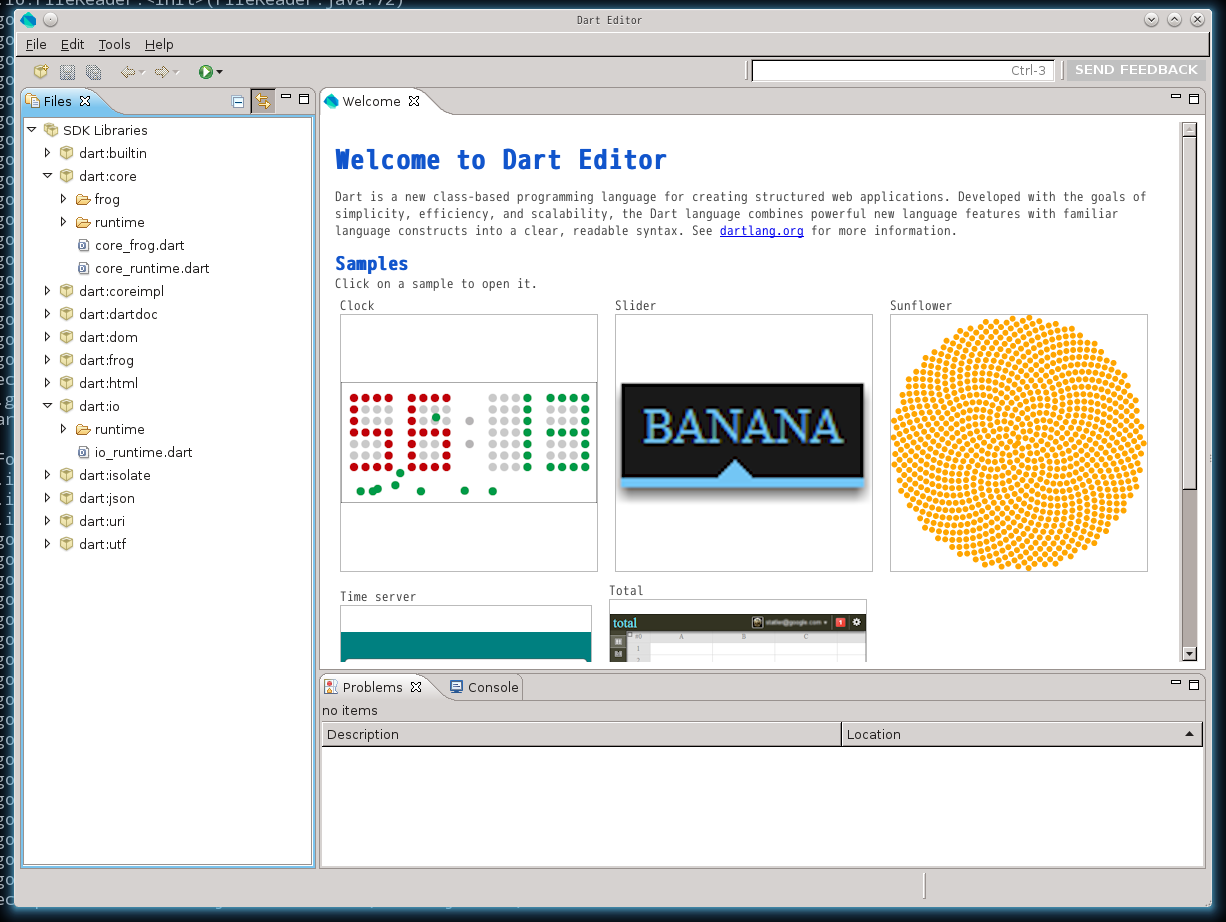 Dart Editor
File Edit Tools Help
Ctrl-3
SEND FEEDBACK
Files
SDK Libraries
dart:builtin
dart:core
frog
runtime
core_frog.dart
core_runtime.dart
dart:coreimpl
dart:dartdoc
dart:dom
dart:frog
dart:html
dart:io
runtime
io_runtime.dart
dart:isolate
dart:json
dart:uri
dart:utf
Welcome
Welcome to Dart Editor
Dart is a new class-based programming language for creating structured web applications. Developed with the goals of
simplicity, efficiency, and scalability, the Dart language combines powerful new language features with familiar
language constructs into a clear, readable syntax. See dartlang.org for more information.
Samples
Click on a sample to open it.
Clock
Slider
BANANA
Sunflower
Time server
Total
total
A B C
1
2
Problems
Console
no items
Description
Location